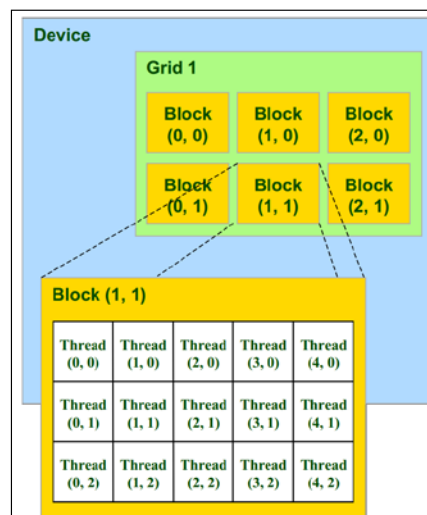 Device
Grid 1
Block Block Block
(0, 0) (1, 0) (2, 0)
Block Block Block
(0, 1) (1, 1) (2, 1)
Block (1, 1)
Thread Thread Thread Thread Thread
(0, 0) (1, 0) (2, 0) (3, 0) (4, 0)
Thread Thread Thread Thread Thread
(0, 1) (1, 1) (2, 1) (3, 1) (4, 1)
Thread Thread Thread Thread Thread
(0, 2) (1, 2) (2, 2) (3, 2) (4, 2)